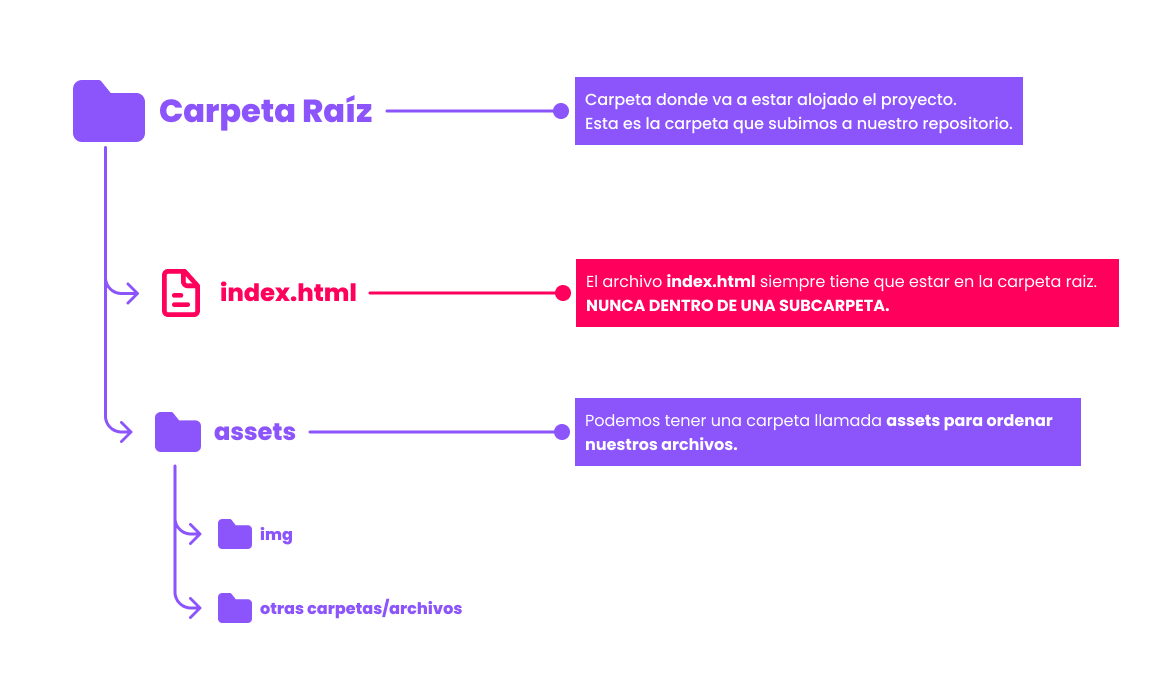 Carpeta Raíz
Carpeta donde va a estar alojado el proyecto.
Esta es la carpeta que subimos a nuestro repositorio.
index.html
El archivo index.html siempre tiene que estar en la carpeta raiz.
NUNCA DENTRO DE UNA SUBCARPETA.
assets
Podemos tener una carpeta llamada assets para ordenar
nuestros archivos.
img
otras carpetas/archivos